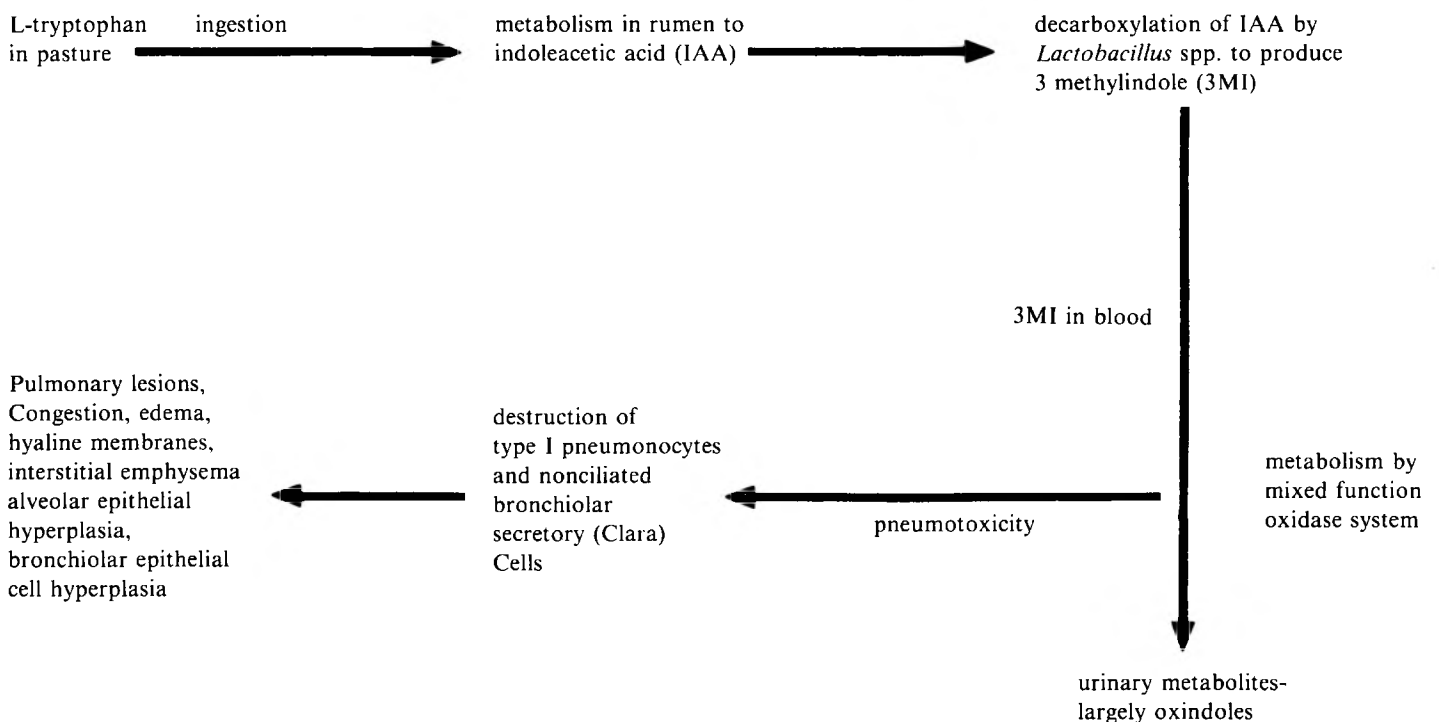 L-tryptophan
in pasture
ingestion
metabolism in rumen to
indoleacetic acid (IAA)
decarboxylation of IAA by
Lactobacillus spp. to produce
3 methylindole (3MI)
3MI in blood
metabolism by
mixed function
oxidase system
urinary metabolites-
largely oxindoles
pneumotoxicity
destruction of
type I pneumonocytes
and nonciliated
bronchiolar
secretory (Clara)
Cells
Pulmonary lesions,
Congestion, edema,
hyaline membranes,
interstitial emphysema
alveolar epithelial
hyperplasia,
bronchiolar epithelial
cell hyperplasia